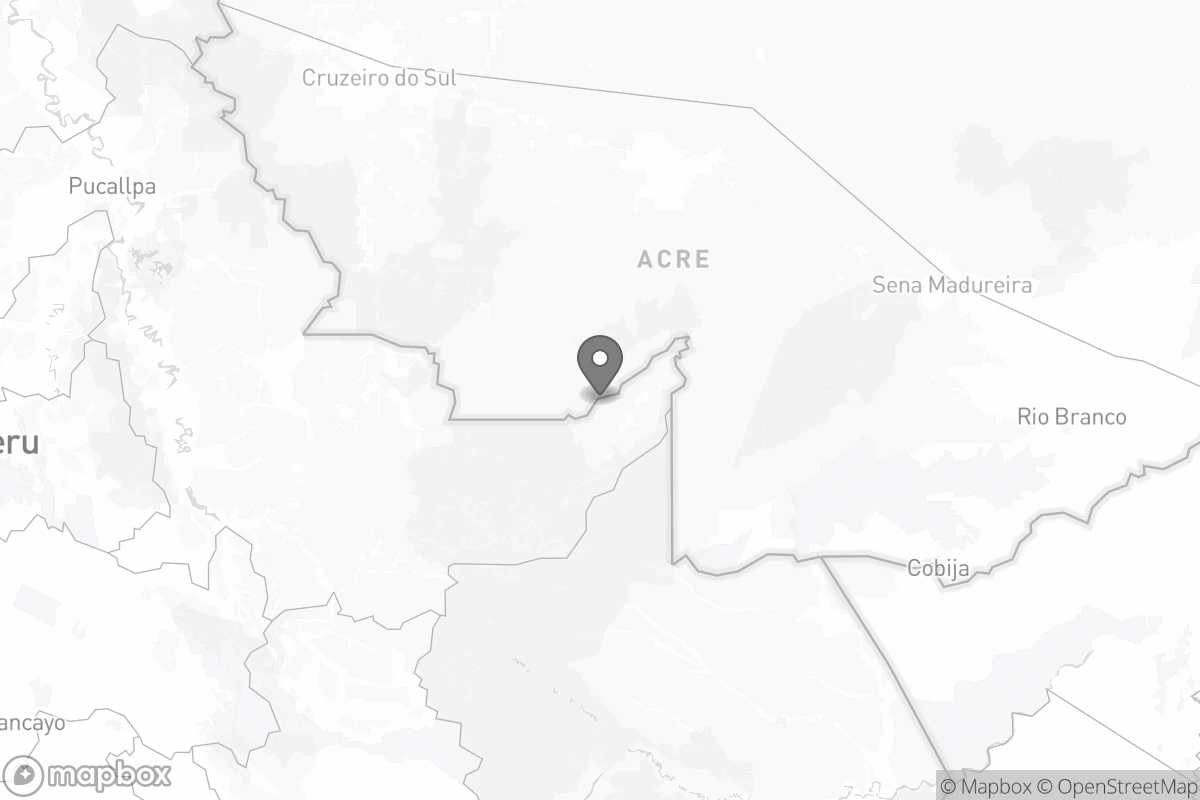 Cruzeiro do Sul
Pucallpa
ACRE
Sena Madureira
Rio Branco
eru
Cobija
ancayo
mapbox
© Mapbox © OpenStreetMap